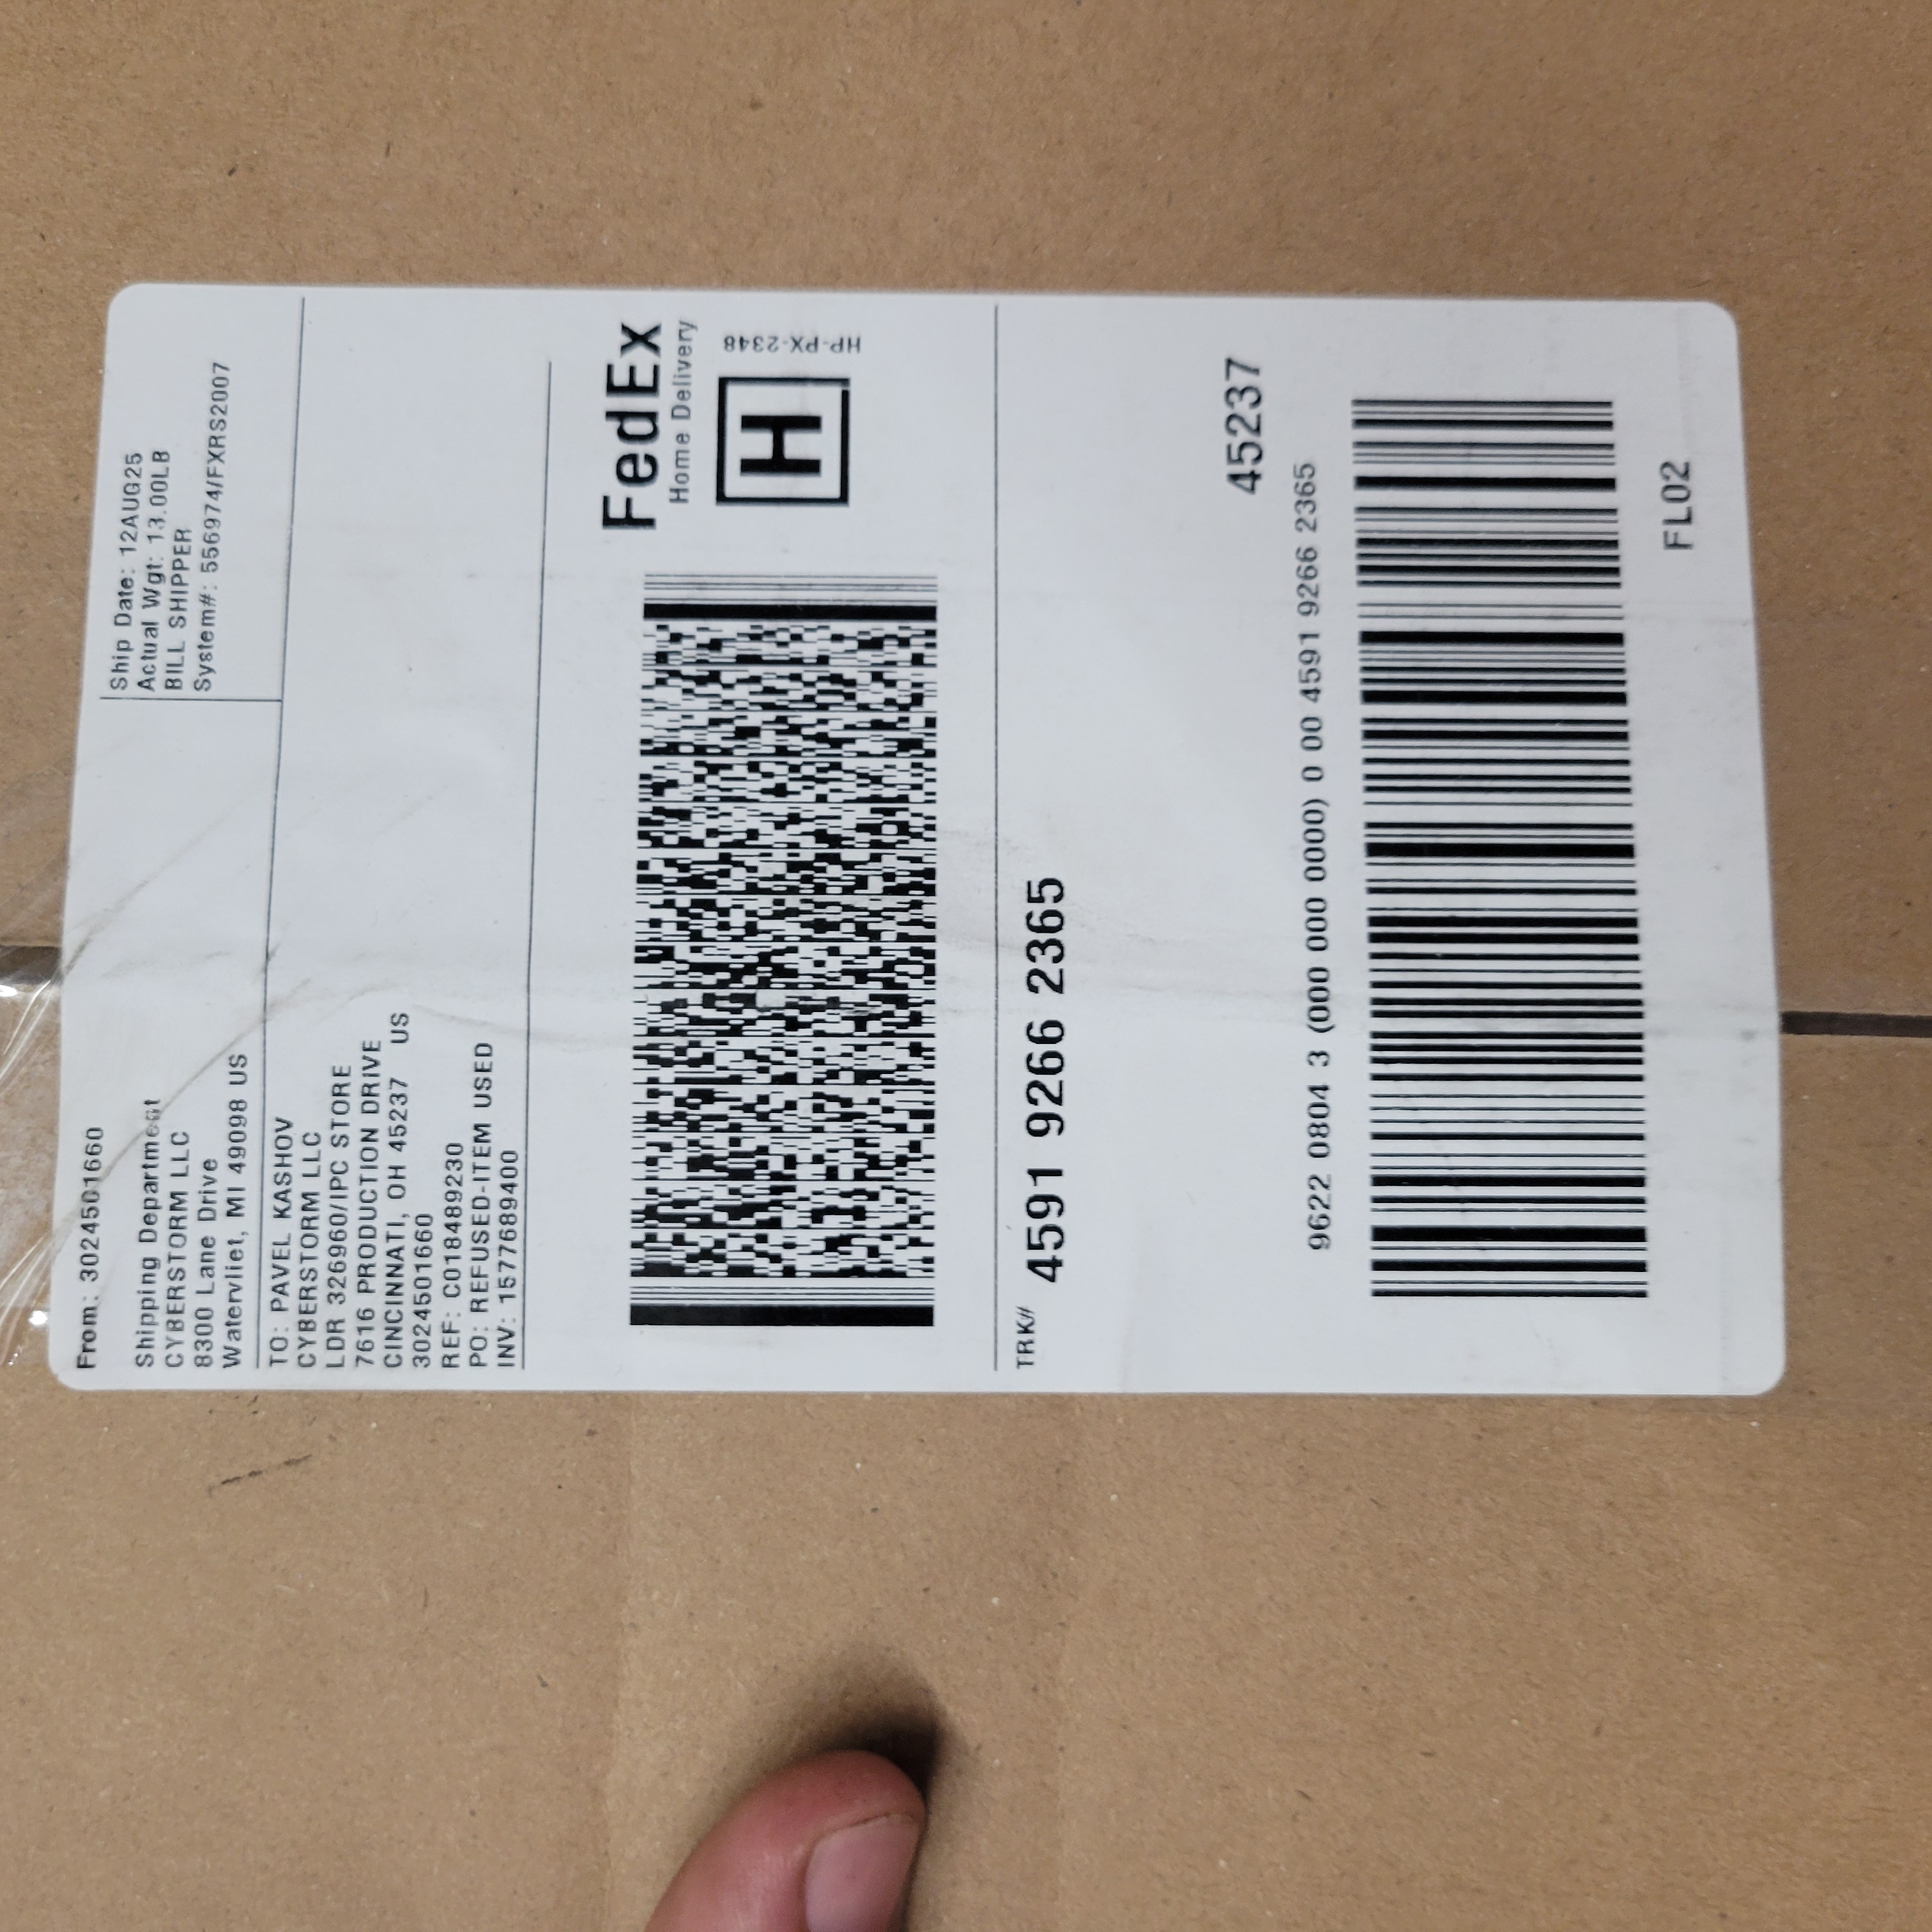 From: 3024501660
Shipping Department
CYBERSTORM LLC
8300 Lane Drive
Watervliet, MI 49098 US
Ship Date: 12AUG25
Actual Wgt: 13.00LB
BILL SHIPPER
System#: 556974/FXRS2007
TO: PAVEL KASHOV
CYBERSTORM LLC
LDR 326960/IPC STORE
7616 PRODUCTION DRIVE
CINCINNATI, OH 45237 US
3024501660
REF: C0184489230
PO: REFUSED-ITEM USED
INV: 1577689400
FedEx
Home Delivery
H
HP-PX-2348
TRK#
4591 9266 2365
45237
9622 0804 3 (000 000 0000) 0 00 4591 9266 2365
FL02